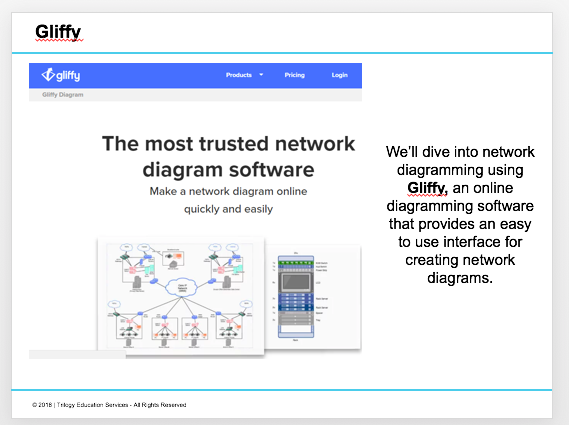 Gliffy
gliffy
Products
Pricing
Login
Gliffy Diagram
The most trusted network
diagram software
Make a network diagram online
quickly and easily
We'll dive into network
diagramming using
Gliffy, an online
diagramming software
that provides an easy
to use interface for
creating network
diagrams.
© 2018 | Trilogy Education Services - All Rights Reserved